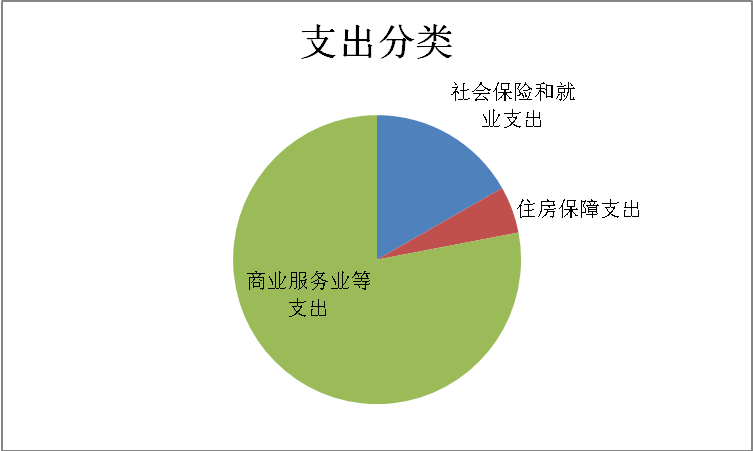 支出分类
社会保险和就
业支出
住房保障支出
商业服务业等
支出